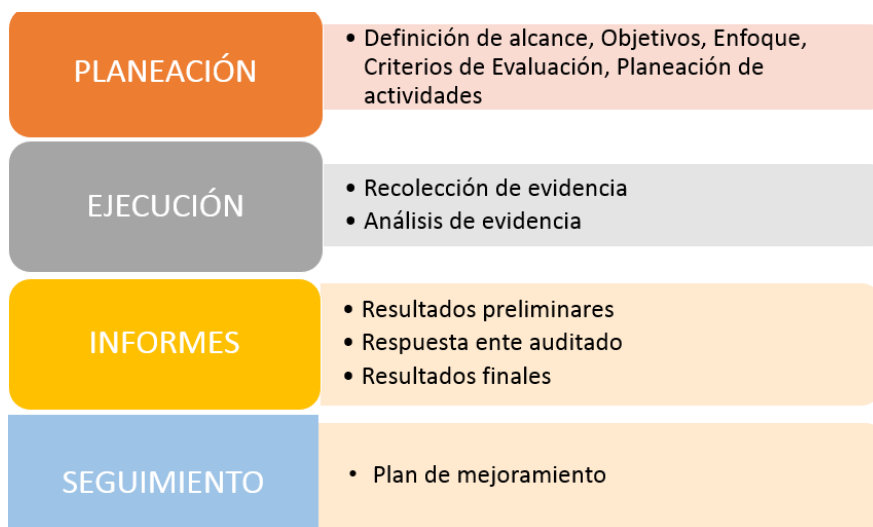 PLANEACIÓN
• Definición de alcance, Objetivos, Enfoque,
Criterios de Evaluación, Planeación de
actividades
EJECUCIÓN
• Recolección de evidencia
• Análisis de evidencia
INFORMES
• Resultados preliminares
• Respuesta ente auditado
• Resultados finales
SEGUIMIENTO
• Plan de mejoramiento